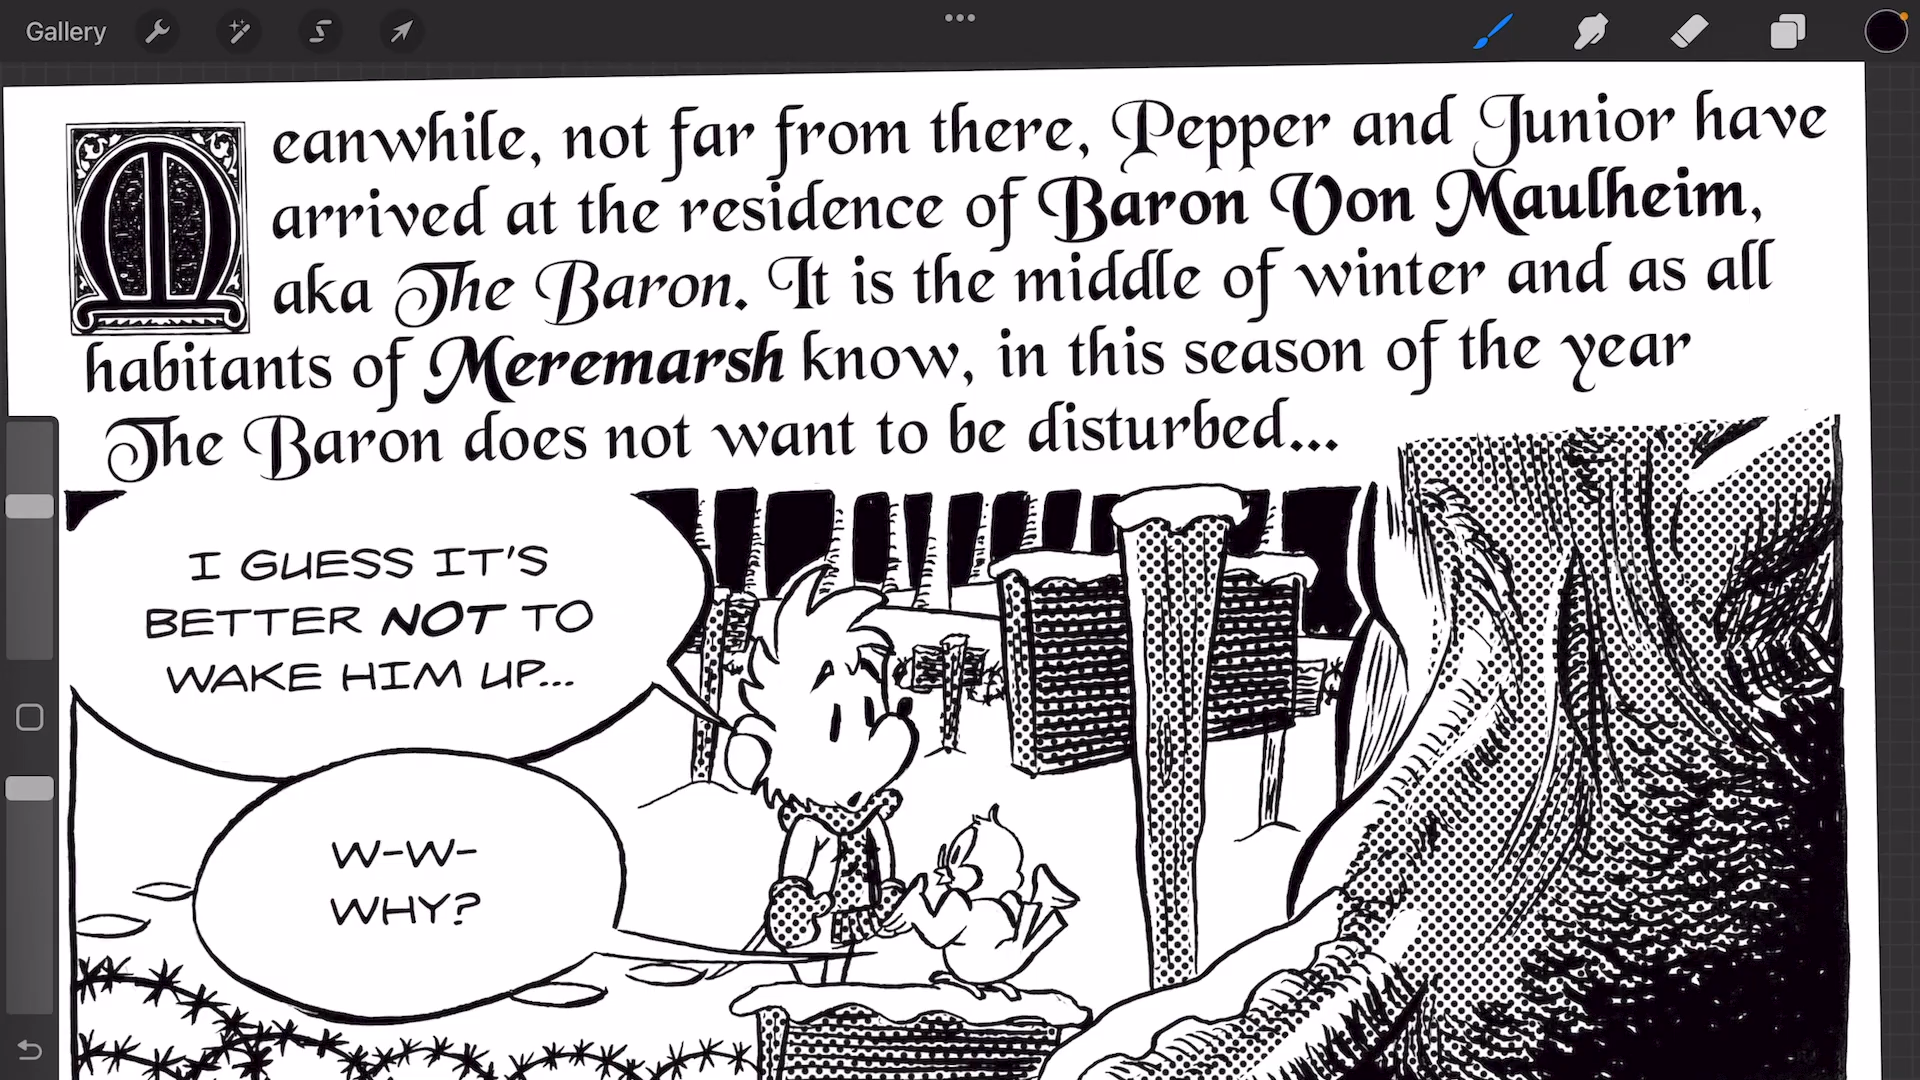 Gallery
Meanwhile, not far from there, Pepper and Junior have
arrived at the residence of Baron Von Maulheim,
aka The Baron. It is the middle of winter and as all
habitants of Meremarsh know, in this season of the year
The Baron does not want to be disturbed...
I GUESS IT'S
BETTER NOT TO
WAKE HIM UP...
W-W-
WHY?